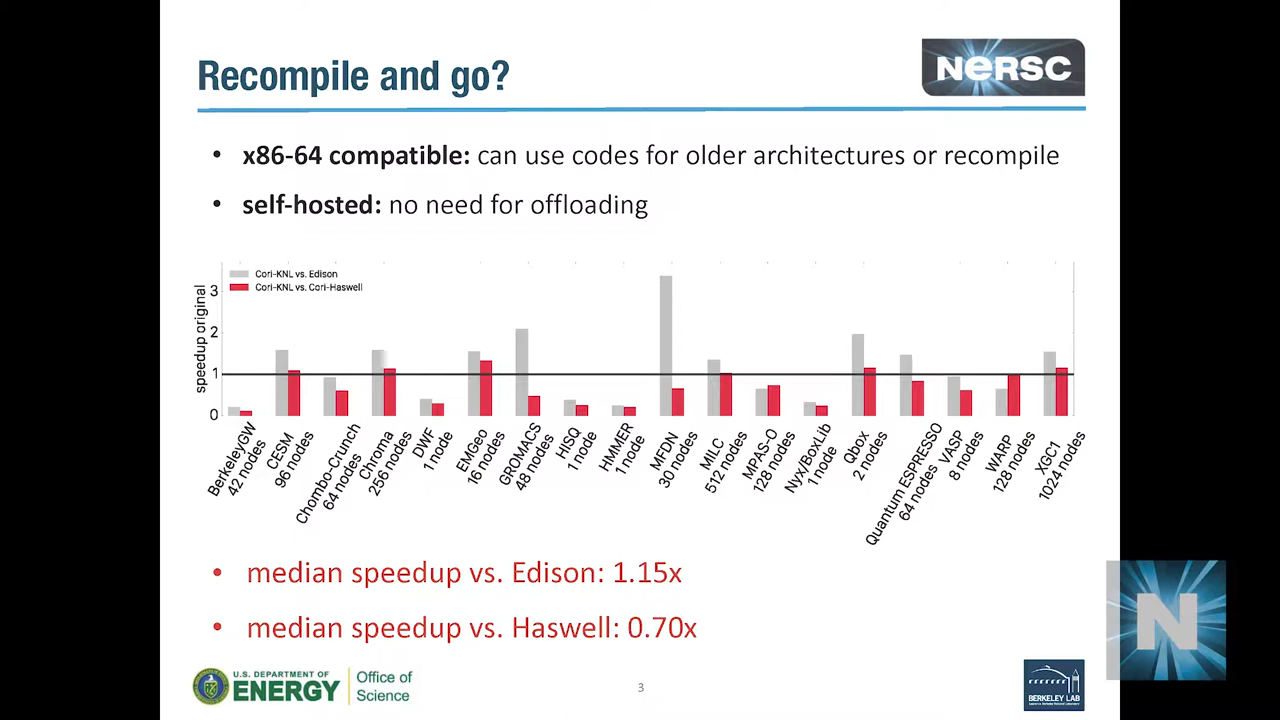 Recompile and go?
NERSC
• x86-64 compatible: can use codes for older architectures or recompile
• self-hosted: no need for offloading
Cori-KNL vs. Edison
Cori-KNL vs. Cori-Haswell
speedup original
3
2
1
0
BerkeleyGW
42 nodes
CESM
96 nodes
Chombo-Crunch
64 nodes
Chroma
256 nodes
DWF
1 node
EMGeo
16 nodes
GROMACS
48 nodes
HISQ
1 node
HMMER
1 node
MFDN
30 nodes
MILC
512 nodes
MPAS-O
128 nodes
Nyx/BoxLib
1 node
Qbox
2 nodes
Quantum ESPRESSO
64 nodes
VASP
8 nodes
WARP
128 nodes
XGC1
1024 nodes
• median speedup vs. Edison: 1.15x
• median speedup vs. Haswell: 0.70x
U.S. DEPARTMENT OF
ENERGY
Office of
Science
3
BERKELEY LAB
N